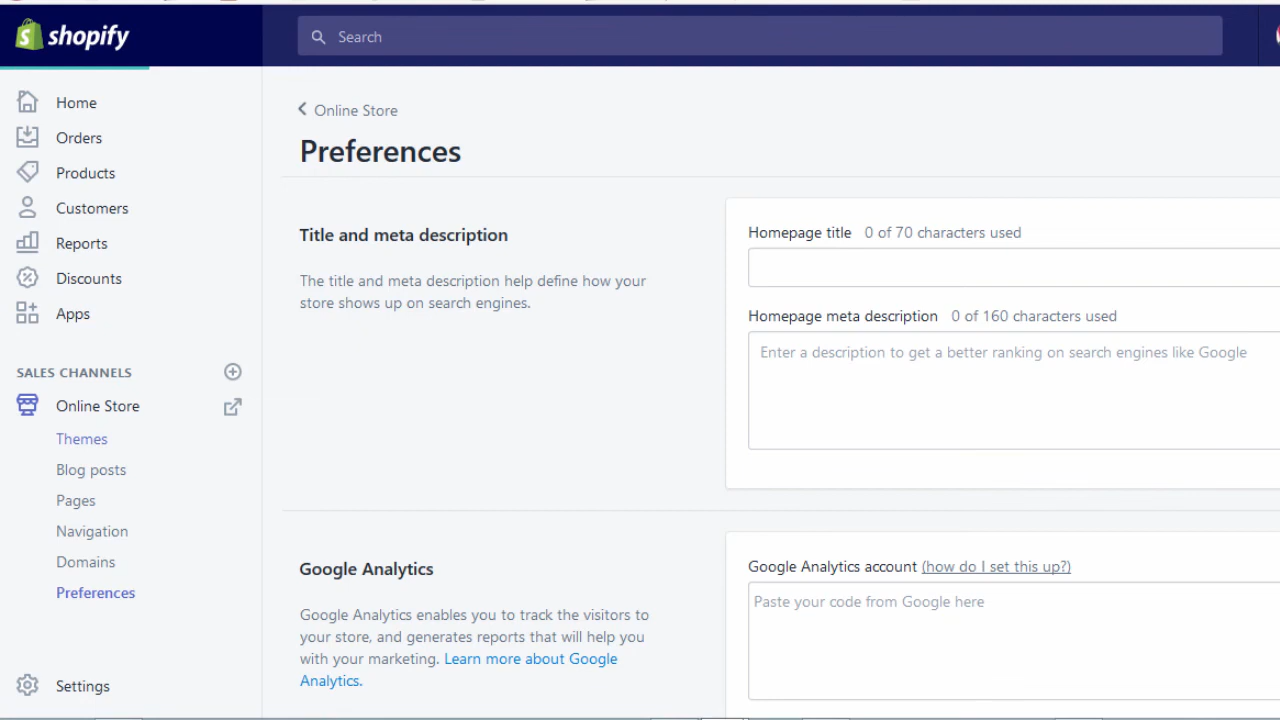 shopify
Search
Home
Orders
Products
Customers
Reports
Discounts
Apps
SALES CHANNELS
Online Store
Themes
Blog posts
Pages
Navigation
Domains
Preferences
Settings
Online Store
Preferences
Title and meta description
The title and meta description help define how your
store shows up on search engines.
Homepage title 0 of 70 characters used
Homepage meta description 0 of 160 characters used
Enter a description to get a better ranking on search engines like Google
Google Analytics
Google Analytics enables you to track the visitors to
your store, and generates reports that will help you
with your marketing. Learn more about Google
Analytics.
Google Analytics account (how do I set this up?)
Paste your code from Google here